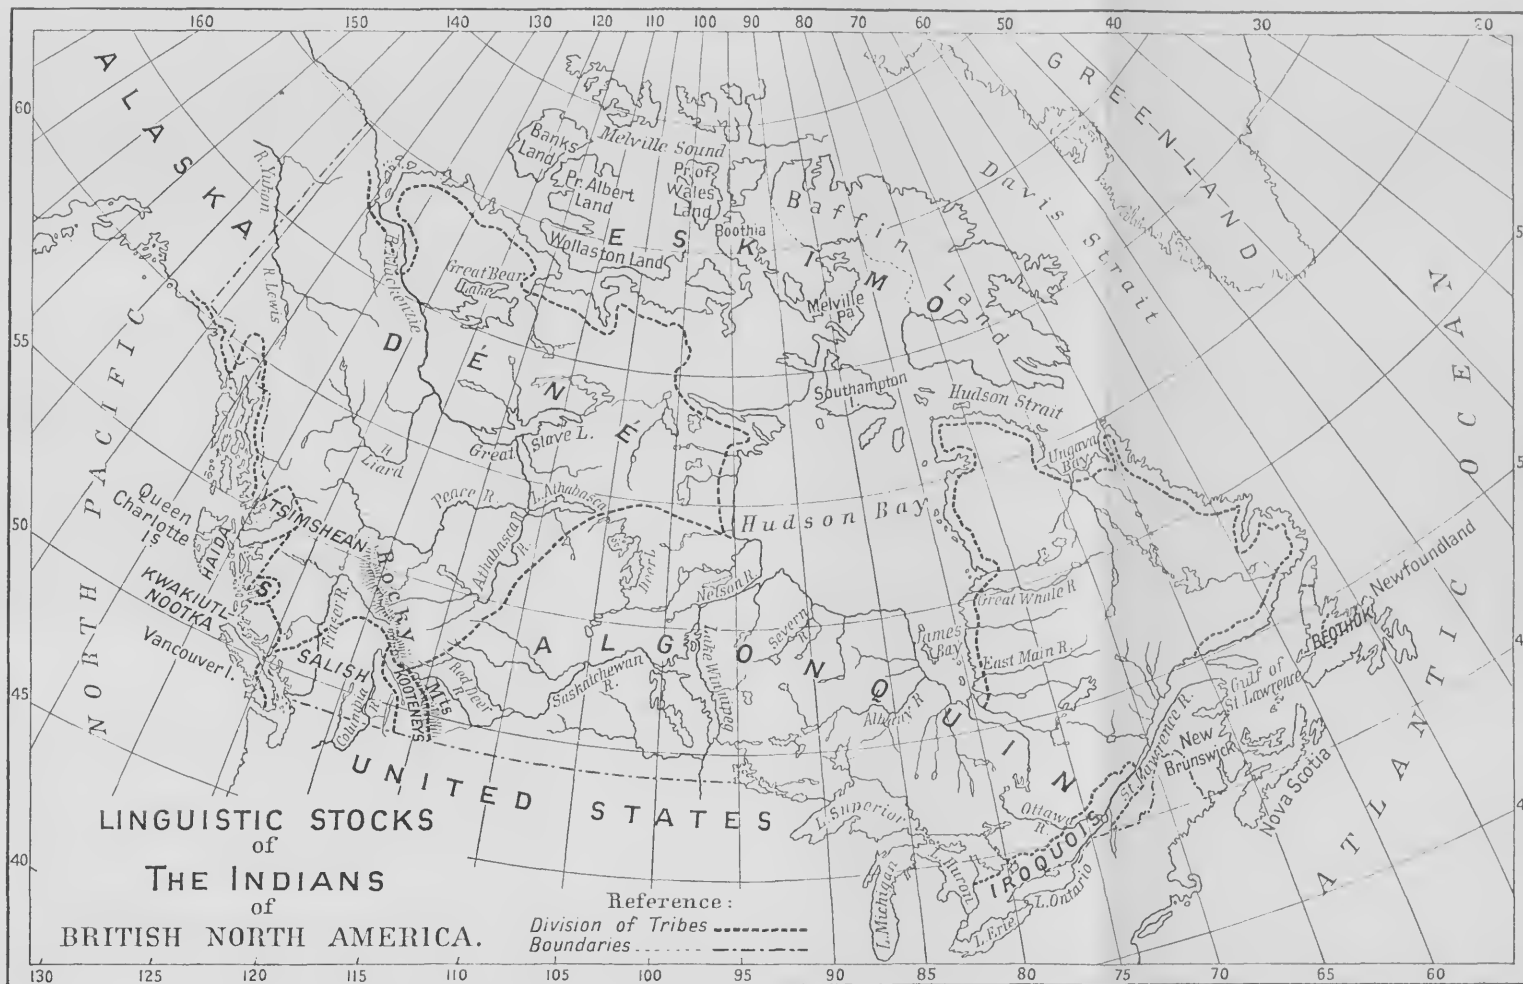 160 150 140 130 120 110 100 90 80 70 60 50 40 30 20
ALASKA
GREENLAND
60
R. Yukon
Banks Land
Melville Sound
Pr. Albert Land
Pr. of Wales Land
Baffin Land
Davis Strait
R. Mackenzie
Boothia
ESKIMO
Wollaston Land
R. Lewis
Great Bear Lake
Melville Pa
55
DÉNÉ
Southampton I.
Hudson Strait
NORTH PACIFIC
OCEAN
Great Slave L.
R. Liard
Ungava Bay
Queen Charlotte Is
Peace R.
L. Athabasca
Hudson Bay
50
TSIMSHEAN
HAIDA
Athabascan R.
Deer L.
Nelson R.
Rocky Mts
KWAKIUTL
NOOTKA
S
Fraser R.
Great Whale R
Newfoundland
BEOTHUK
Vancouver I.
SALISH
ALGONQUIN
Severn R.
James Bay
East Main R.
Gulf of St. Lawrence
Lake Winnipeg
Saskatchewan R.
Red Deer R.
45
Columbia R.
KOOTENEYS
Albany R
St. Lawrence R.
New Brunswick
Nova Scotia
ATLANTIC
UNITED STATES
L. Superior
Ottawa R.
IROQUOIS
L. Huron
L. Michigan
L. Ontario
L. Erie
40
LINGUISTIC STOCKS
of
THE INDIANS
of
BRITISH NORTH AMERICA.
Reference:
Division of Tribes
Boundaries
130 125 120 115 110 105 100 95 90 85 80 75 70 65 60